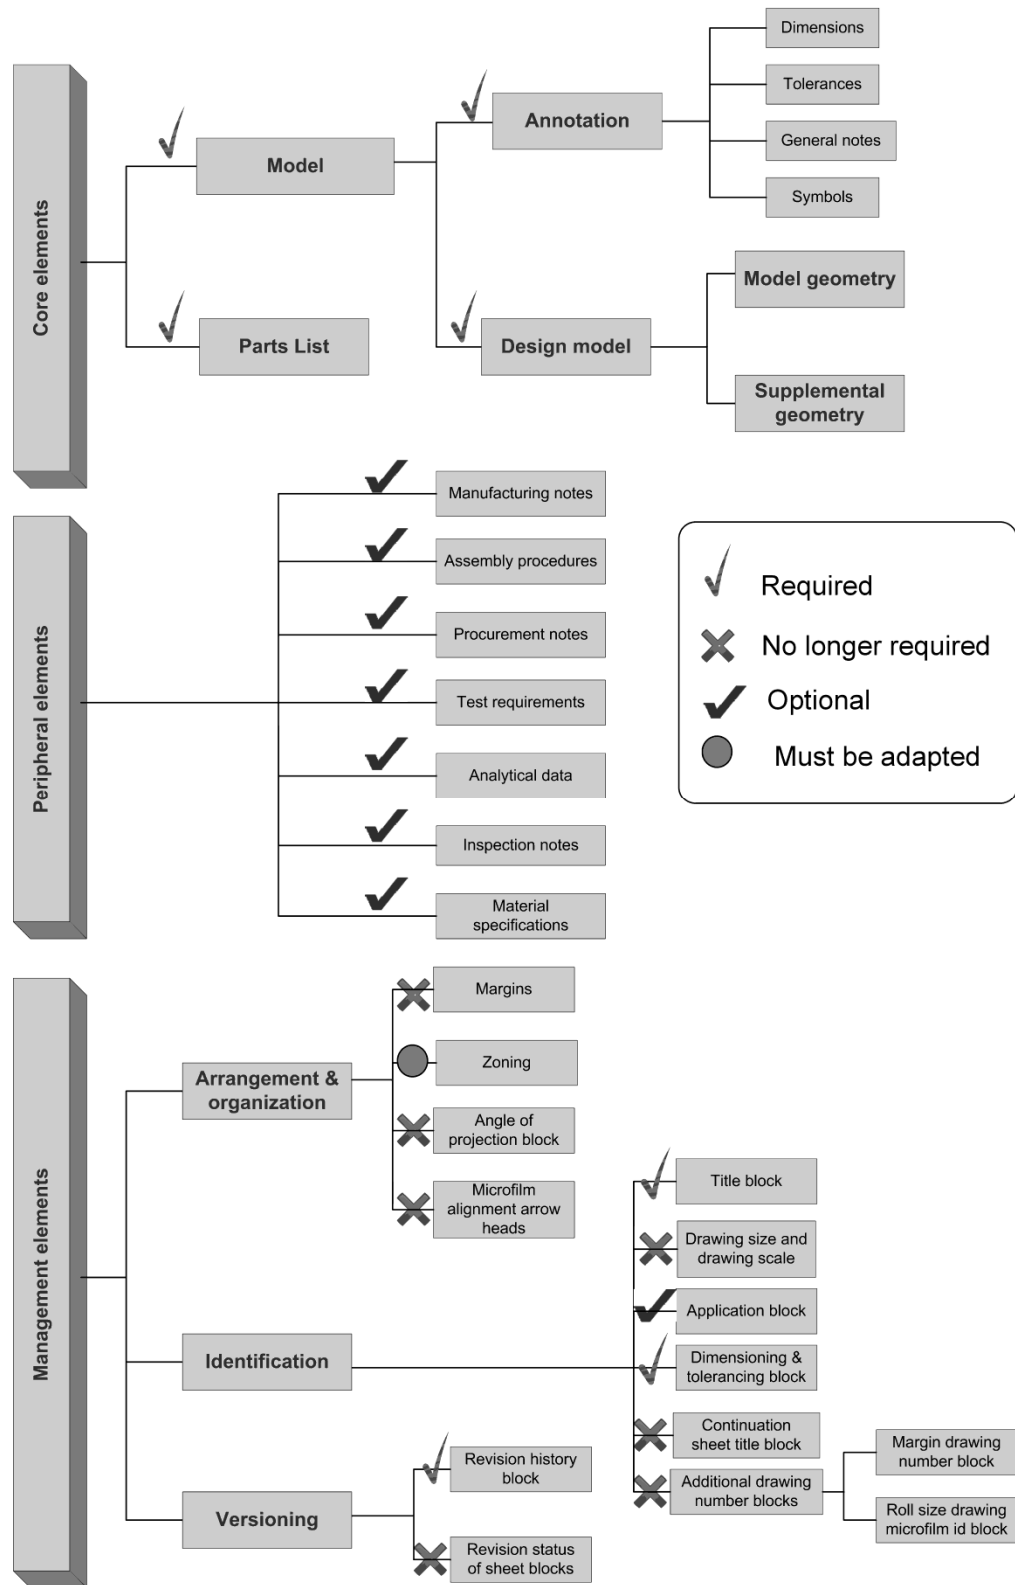 Core elements
Model
Parts List
Annotation
Design model
Dimensions
Tolerances
General notes
Symbols
Model geometry
Supplemental
geometry
Peripheral elements
Manufacturing notes
Assembly procedures
Procurement notes
Test requirements
Analytical data
Inspection notes
Material
specifications
Required
No longer required
Optional
Must be adapted
Management elements
Arrangement &
organization
Margins
Zoning
Angle of
projection block
Microfilm
alignment arrow
heads
Identification
Title block
Drawing size and
drawing scale
Application block
Dimensioning &
tolerancing block
Continuation
sheet title block
Additional drawing
number blocks
Margin drawing
number block
Roll size drawing
microfilm id block
Versioning
Revision history
block
Revision status
of sheet blocks